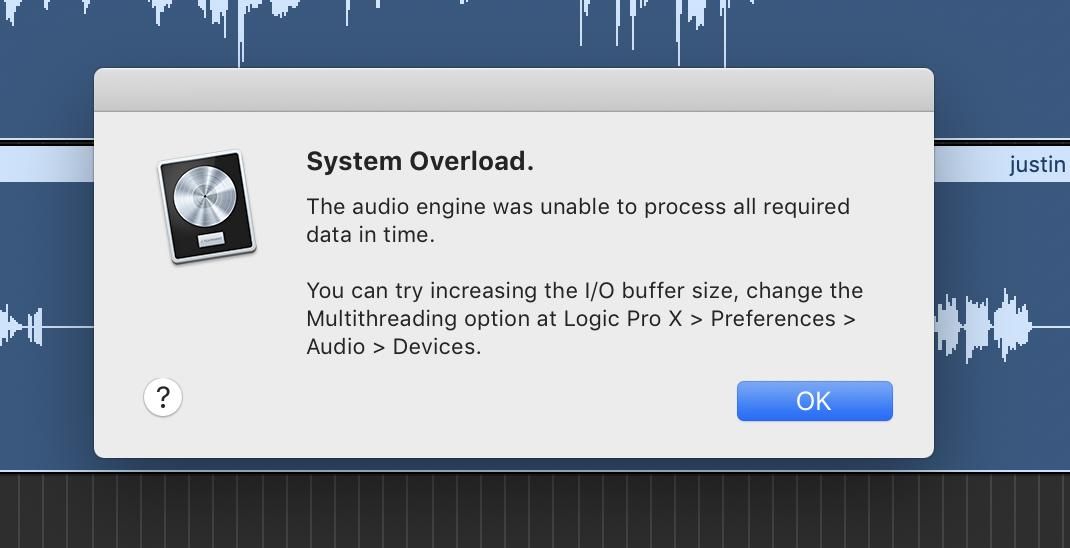 System Overload.
justin
The audio engine was unable to process all required
data in time.
You can try increasing the I/O buffer size, change the
Multithreading option at Logic Pro X > Preferences >
Audio > Devices.
?
OK